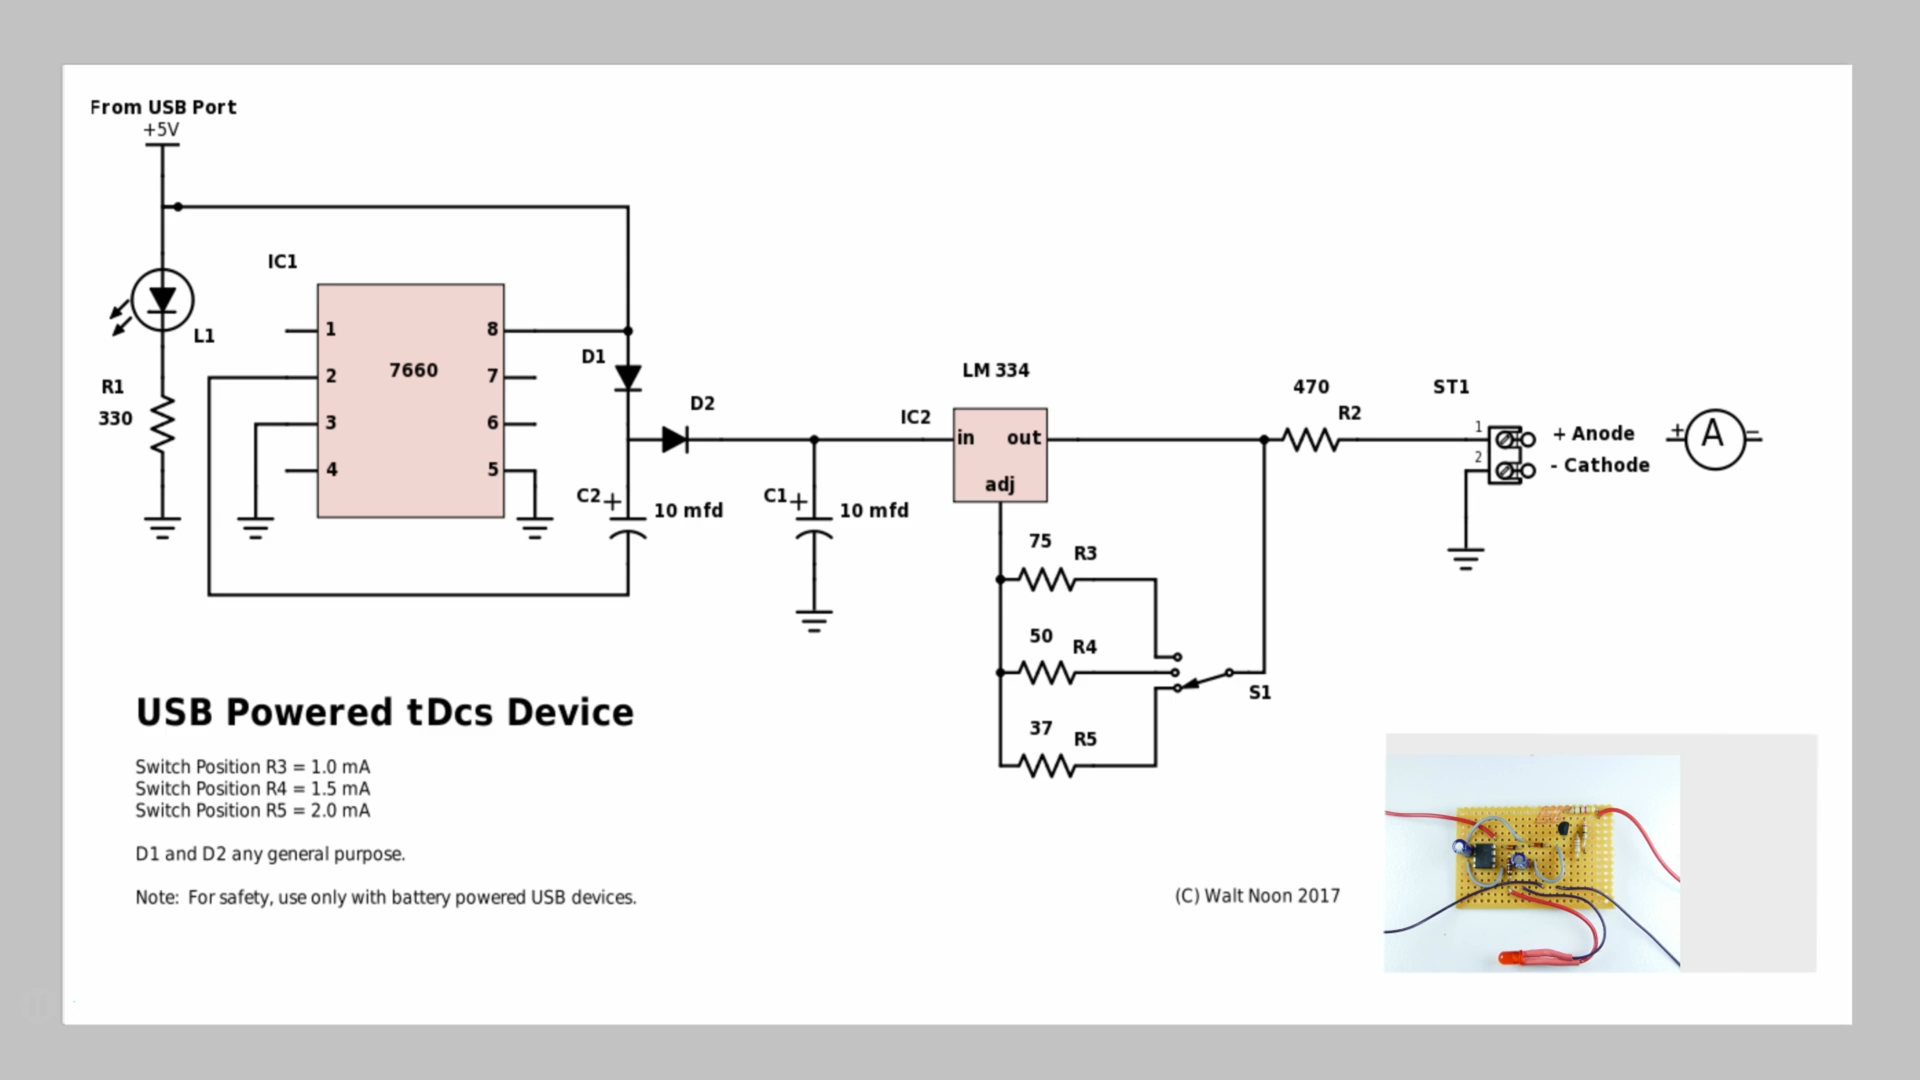 From USB Port
+5V
IC1
L1
R1
330
1
2
3
4
7660
8
7
6
5
D1
D2
C2
+
10 mfd
C1
+
10 mfd
LM 334
IC2
in
out
adj
75
R3
50
R4
37
R5
S1
470
R2
ST1
1
2
+ Anode
- Cathode
+
A
-
USB Powered tDcs Device
Switch Position R3 = 1.0 mA
Switch Position R4 = 1.5 mA
Switch Position R5 = 2.0 mA
D1 and D2 any general purpose.
Note: For safety, use only with battery powered USB devices.
(C) Walt Noon 2017